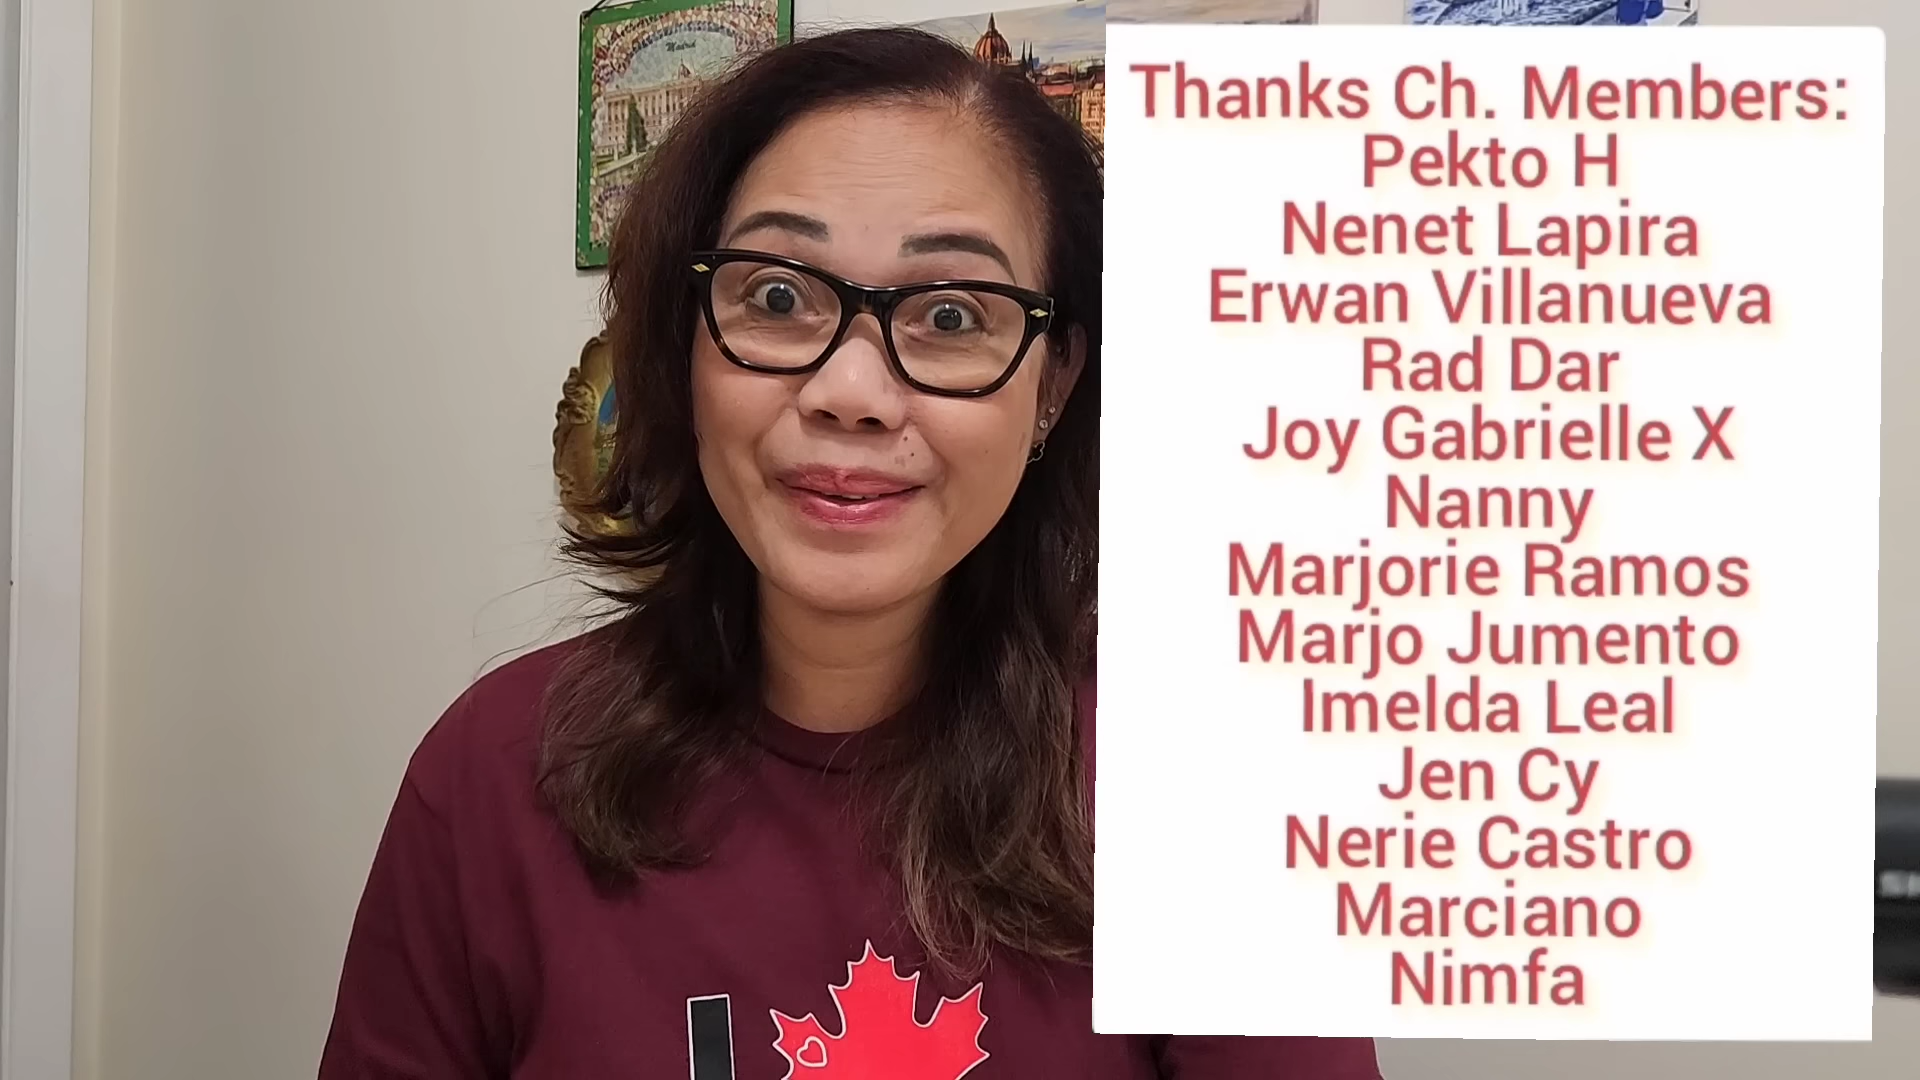 Madrid
Thanks Ch. Members:
Pekto H
Nenet Lapira
Erwan Villanueva
Rad Dar
Joy Gabrielle X
Nanny
Marjorie Ramos
Marjo Jumento
Imelda Leal
Jen Cy
Nerie Castro
Marciano
Nimfa
I